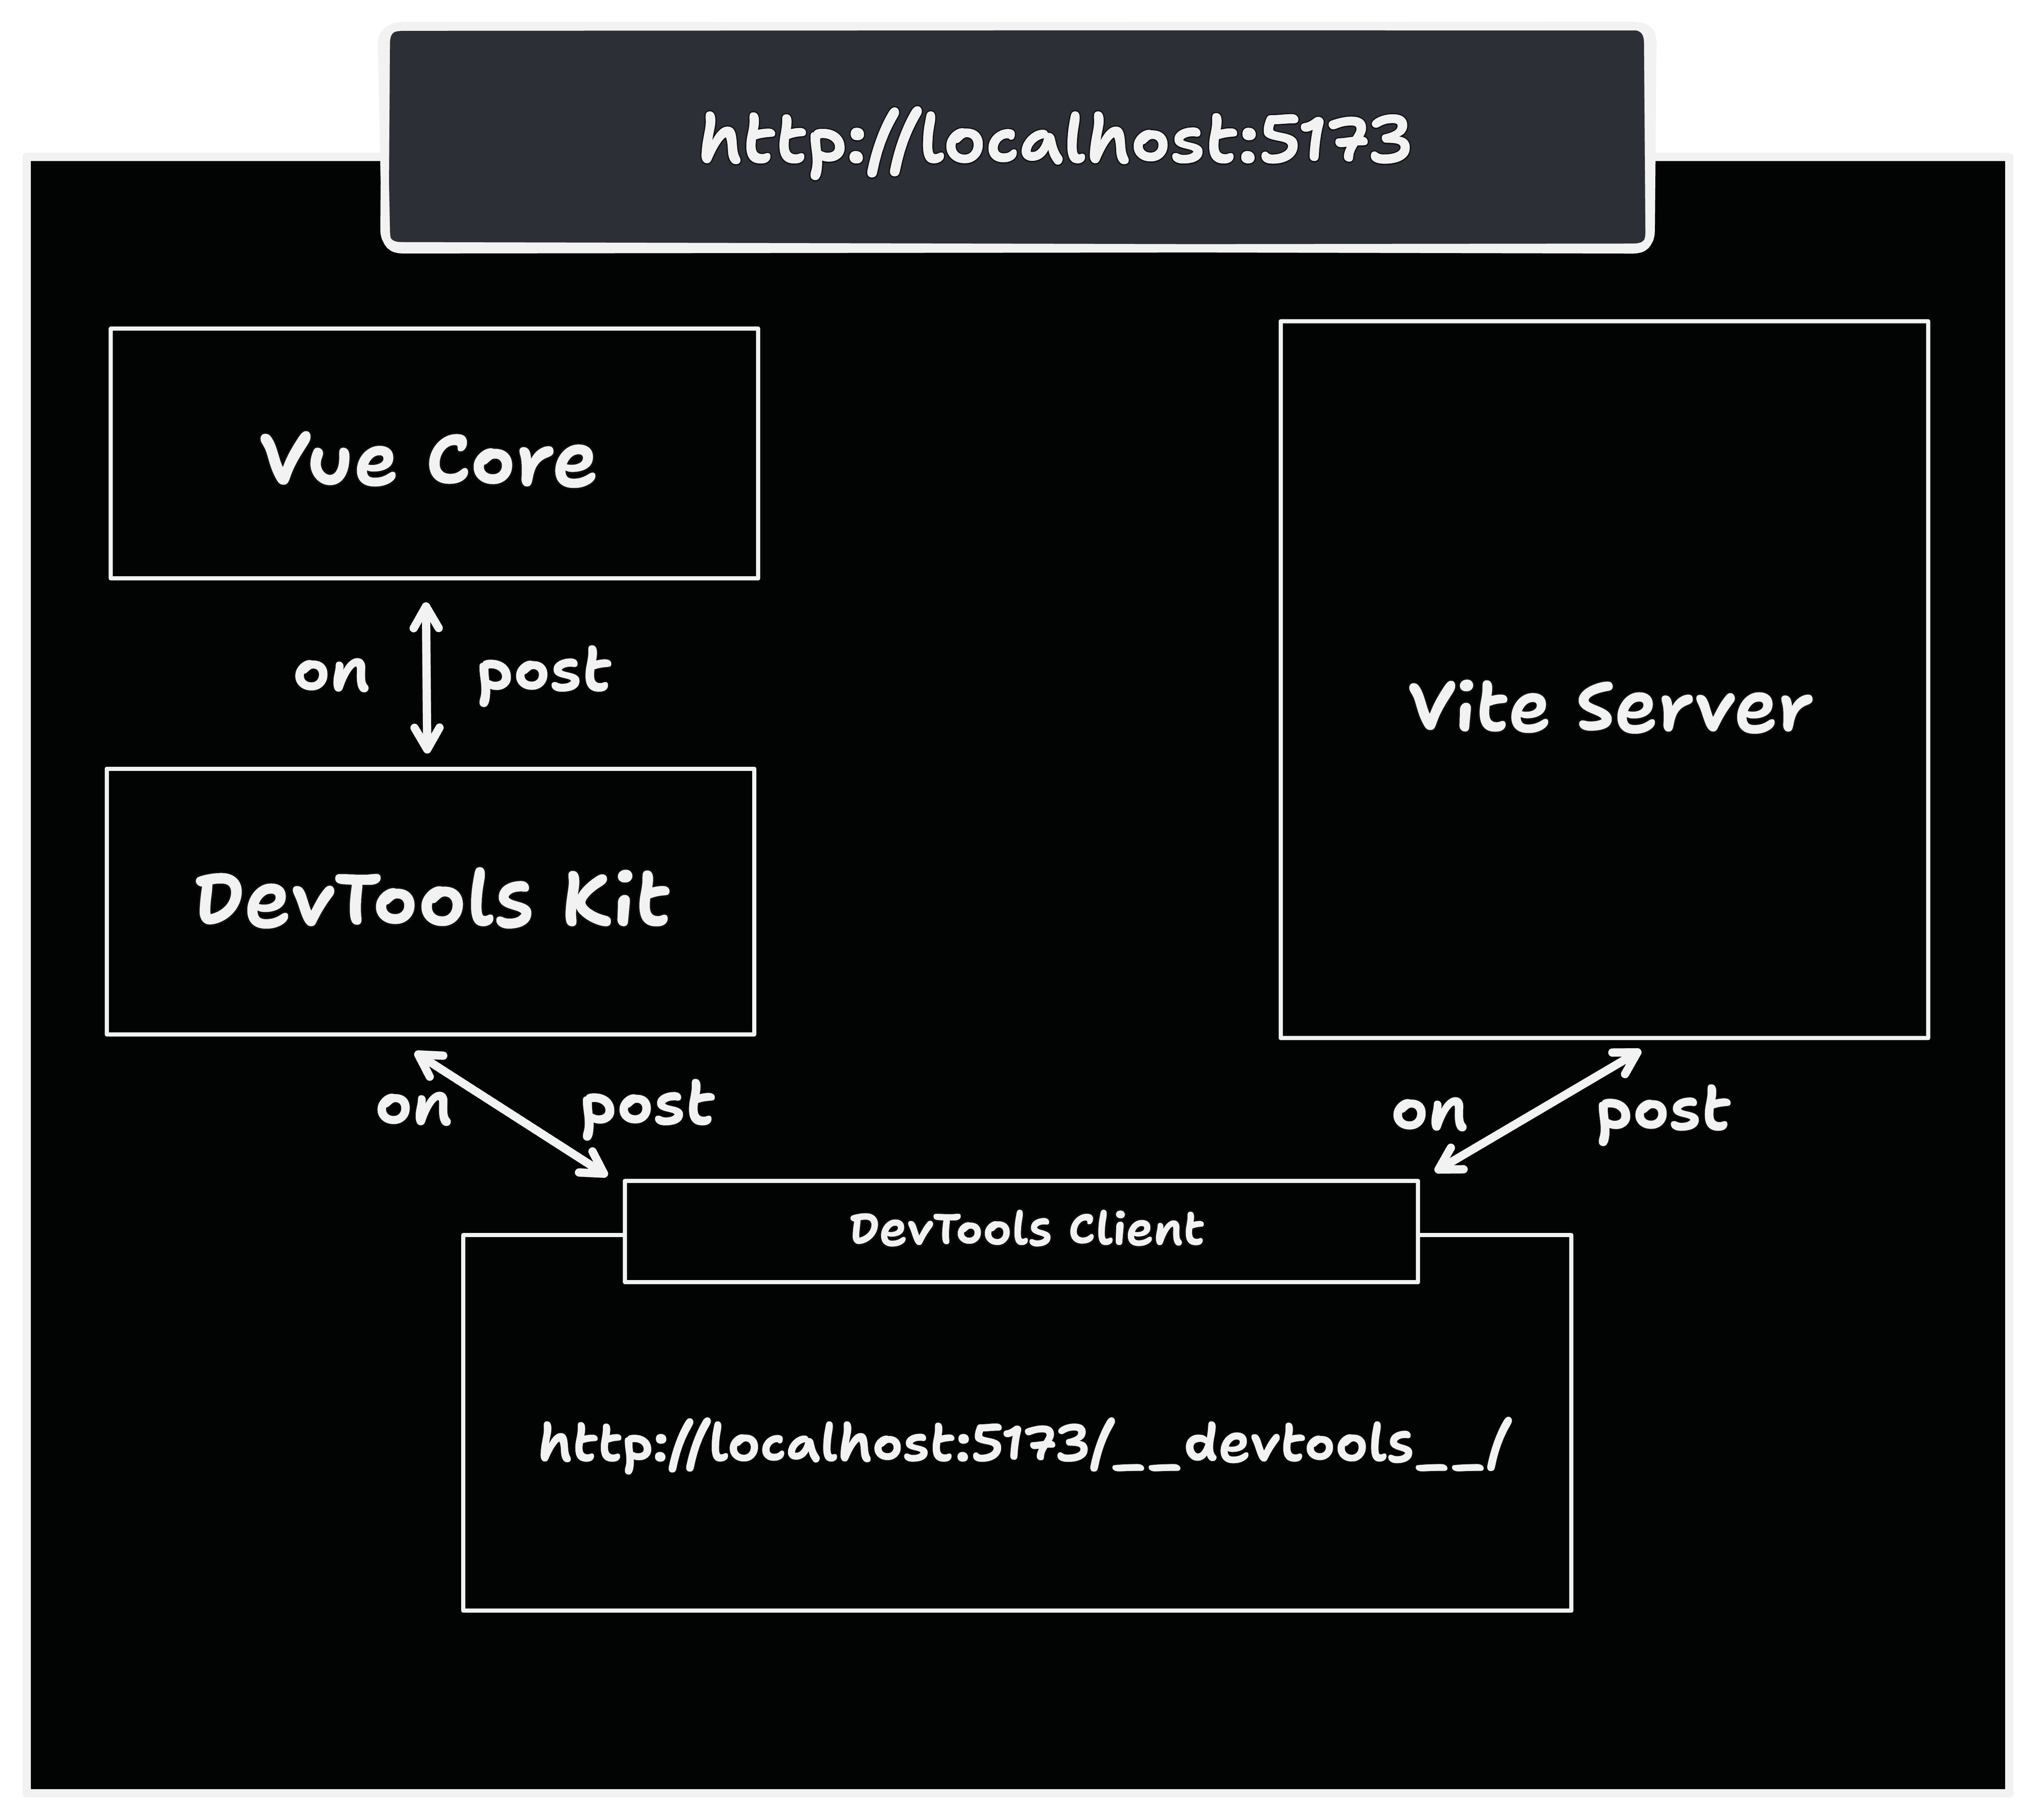 http://localhost:5173
Vue Core
on post
Vite Server
DevTools Kit
on post
on post
DevTools Client
http://localhost:5173/__devtools__/